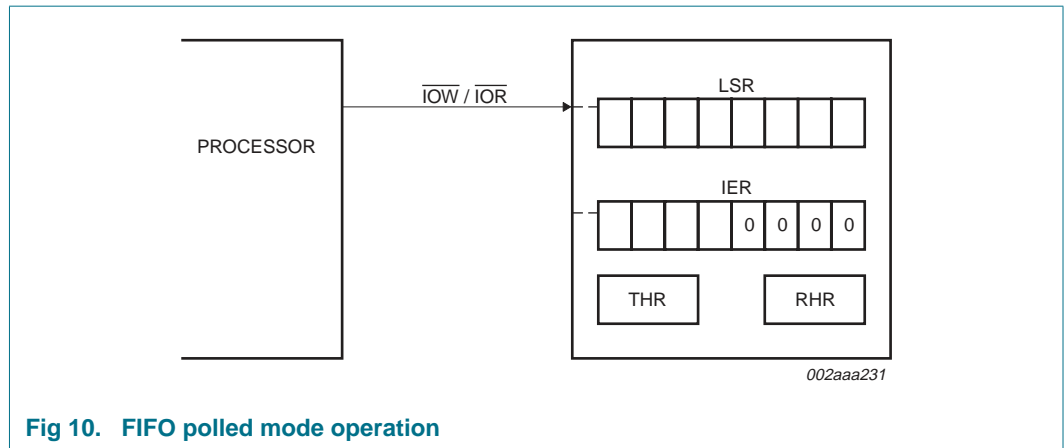 IOW / IOR
LSR
PROCESSOR
IER
0 0 0 0
THR RHR
002aaa231
Fig 10. FIFO polled mode operation